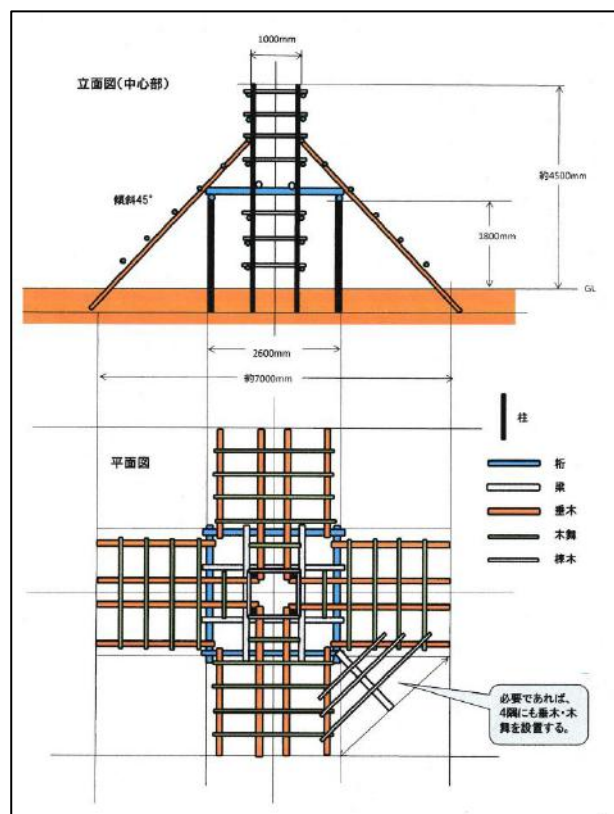 1000mm
立面図(中心部)
約4500mm
傾斜45°
1800mm
GL
2600mm
約7000mm
柱
平面図
桁
梁
垂木
木舞
棟木
必要であれば、
4隅にも垂木・木
舞を設置する。